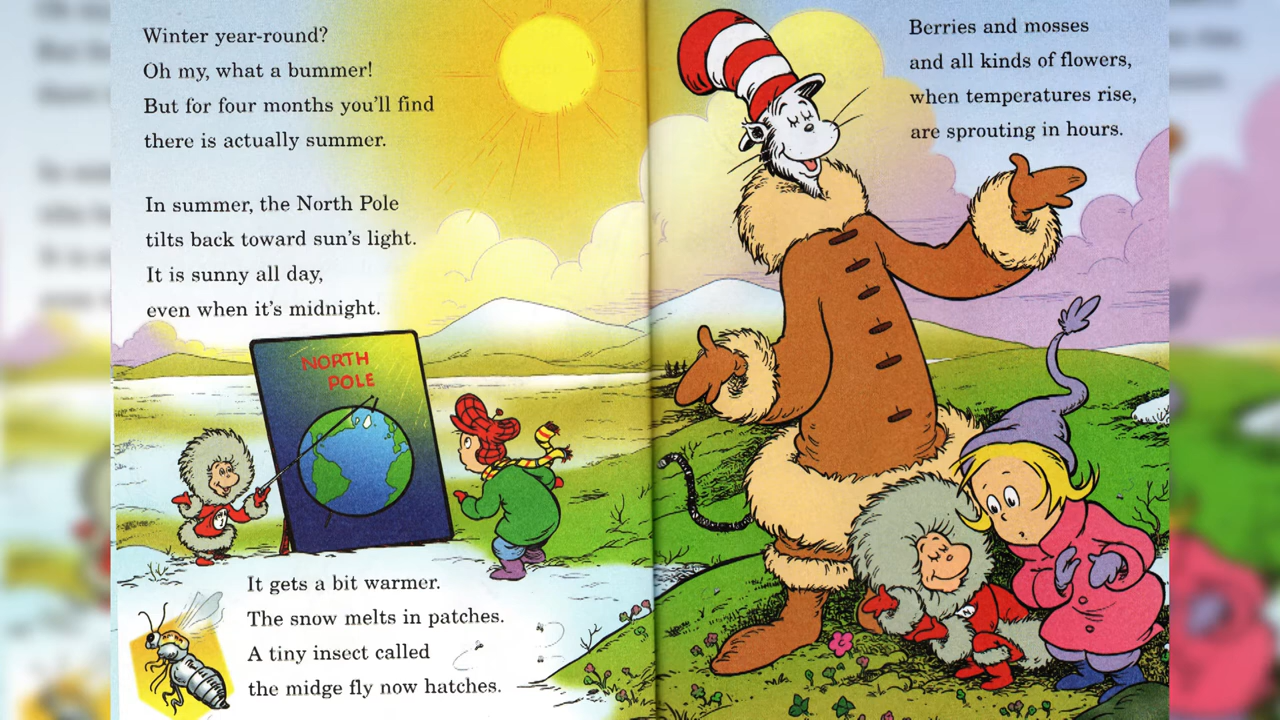 Winter year-round?
Oh my, what a bummer!
But for four months you'll find
there is actually summer.
In summer, the North Pole
tilts back toward sun's light.
It is sunny all day,
even when it's midnight.
NORTH
POLE
It gets a bit warmer.
The snow melts in patches.
A tiny insect called
the midge fly now hatches.
Berries and mosses
and all kinds of flowers,
when temperatures rise,
are sprouting in hours.